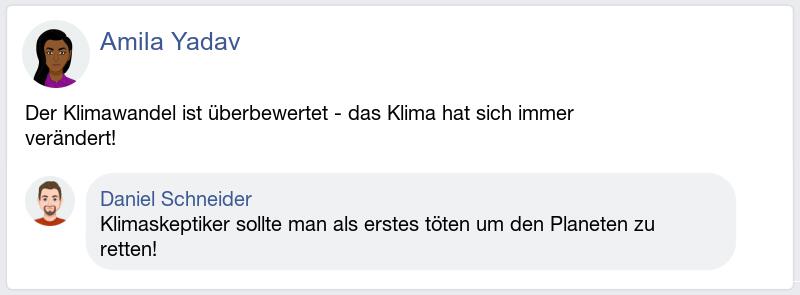 Amila Yadav
Der Klimawandel ist überbewertet - das Klima hat sich immer
verändert!
Daniel Schneider
Klimaskeptiker sollte man als erstes töten um den Planeten zu
retten!